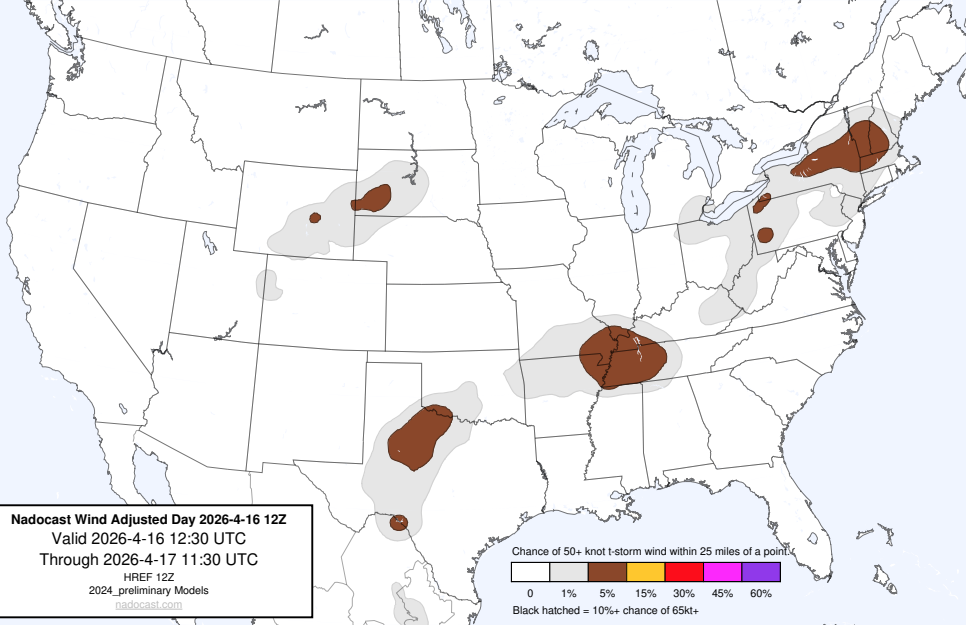 Nadocast Wind Adjusted Day 2026-4-16 12Z
Valid 2026-4-16 12:30 UTC
Through 2026-4-17 11:30 UTC
HREF 12Z
2024_preliminary Models
nadocast.com
Chance of 50+ knot t-storm wind within 25 miles of a point.
0 1% 5% 15% 30% 45% 60%
Black hatched = 10%+ chance of 65kt+